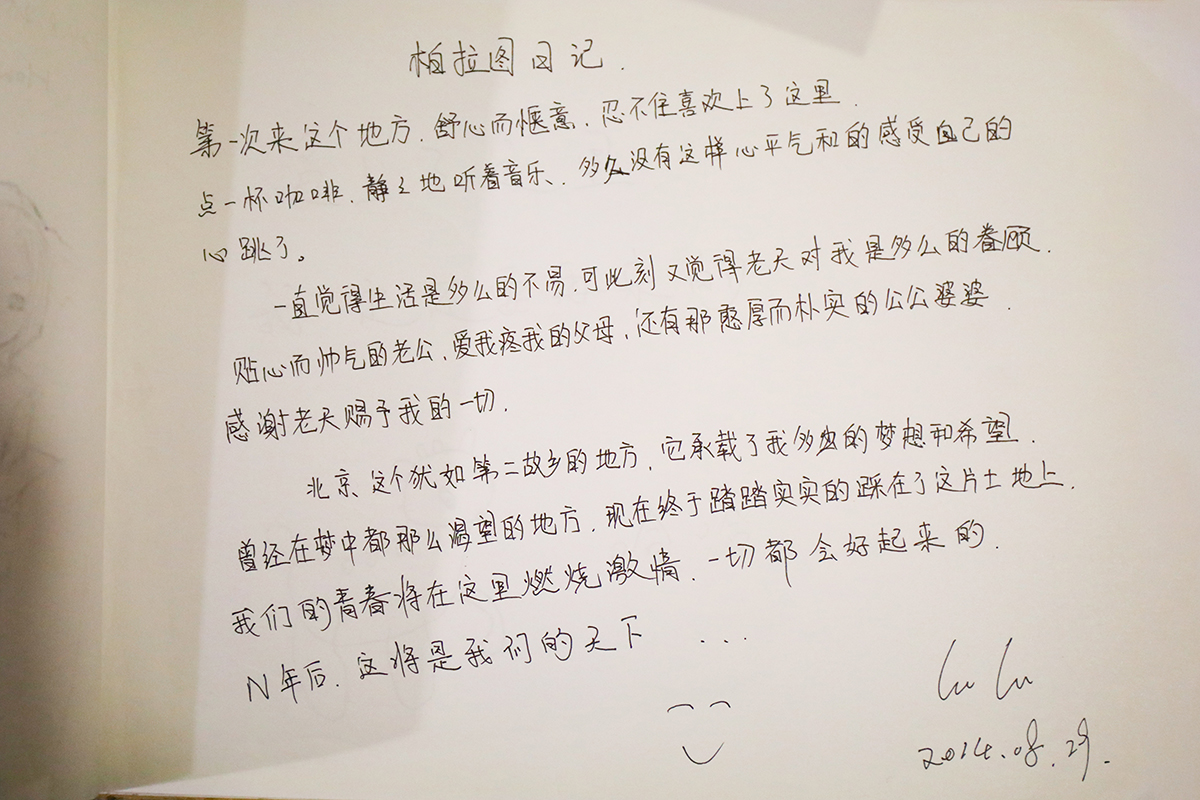 柏拉图日记.
第一次来这个地方.舒心而惬意.忍不住喜欢上了这里.
点一杯咖啡.静々地听着音乐、多久没有这样心平气和的感受自己的
心跳了。
一直觉得生活是多么的不易.可此刻又觉得老天对我是多么的眷顾.
贴心而帅气的老公、爱我疼我的父母、还有那憨厚而朴实的公公婆婆.
感谢老天赐予我的一切.
北京、这个犹如第二故乡的地方、它承载了我多少的梦想和希望.
曾经在梦中都那么渴望的地方.现在终于踏踏实实的踩在了这片土地上.
我们的青春将在这里燃烧激情.一切都会好起来的.
N年后.这将是我们的天下 ...
Lu Lu
2014.08.29.